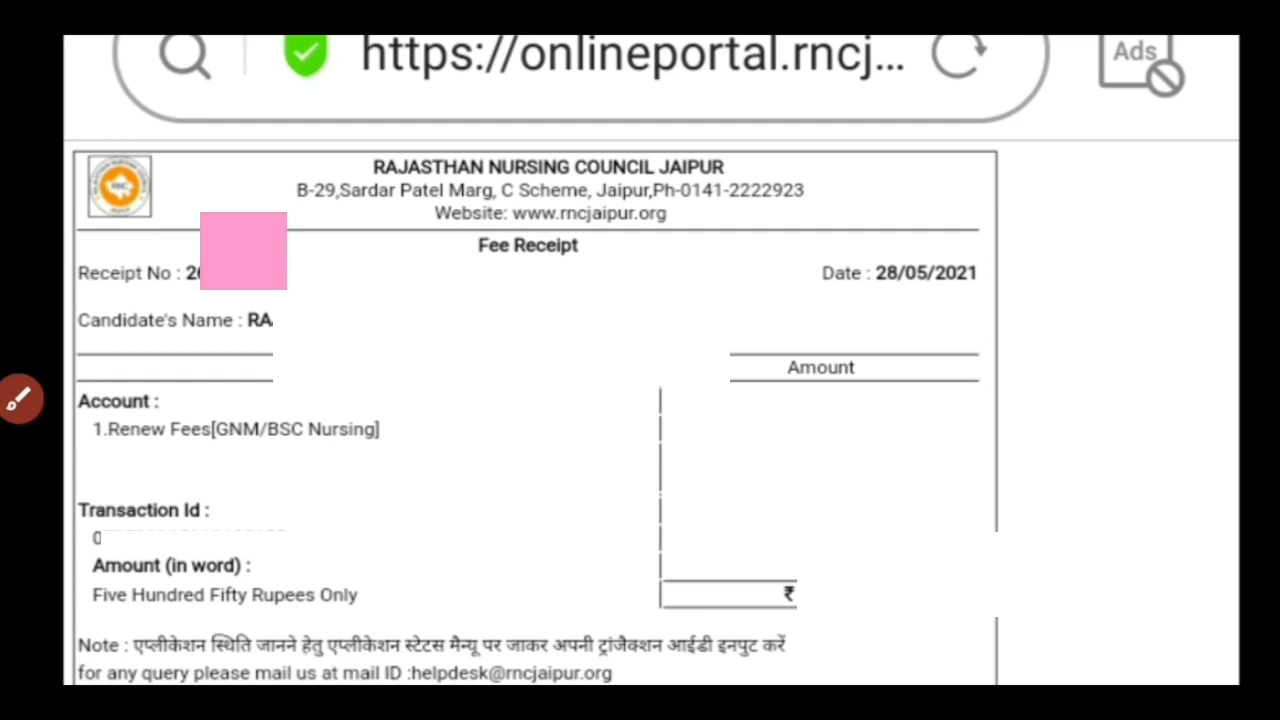 https://onlineportal.rncj...
Ads
RAJASTHAN NURSING COUNCIL JAIPUR
B-29,Sardar Patel Marg, C Scheme, Jaipur,Ph-0141-2222923
Website: www.rncjaipur.org
Fee Receipt
Receipt No : 2
Date : 28/05/2021
Candidate's Name : RA
Amount
Account :
1.Renew Fees[GNM/BSC Nursing]
Transaction Id :
Amount (in word) :
Five Hundred Fifty Rupees Only
₹
Note : एप्लीकेशन स्थिति जानने हेतु एप्लीकेशन स्टेटस मैन्यू पर जाकर अपनी ट्रांजैक्शन आईडी इनपुट करें
for any query please mail us at mail ID :helpdesk@rncjaipur.org